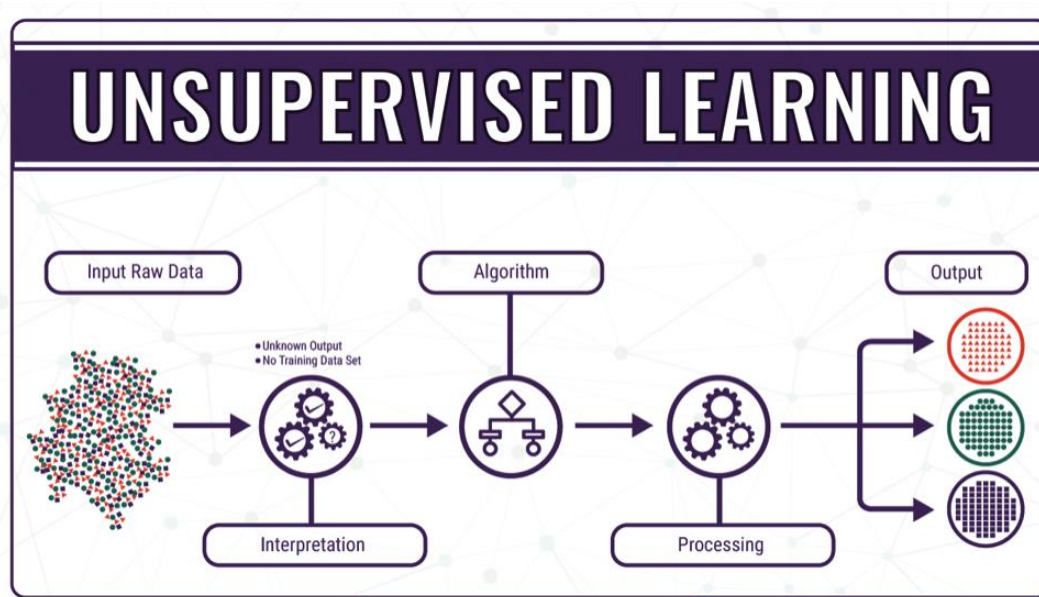 UNSUPERVISED LEARNING
Input Raw Data
Algorithm
Output
• Unknown Output
• No Training Data Set
?
Interpretation
Processing